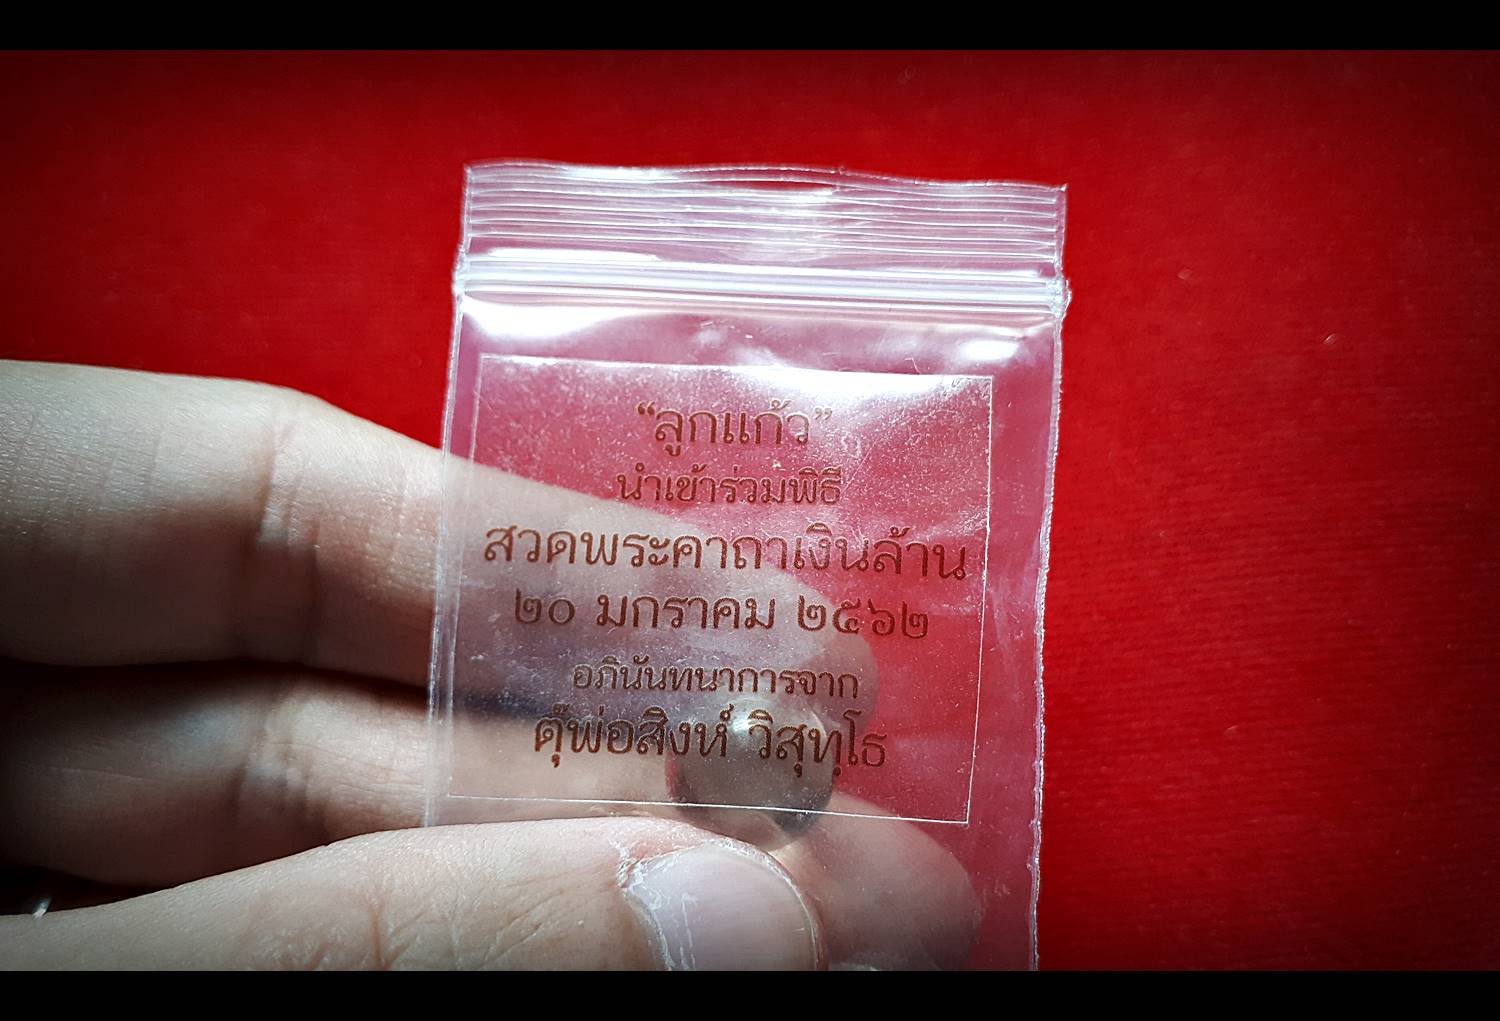 “ลูกแก้ว”
นำเข้าร่วมพิธี
สวดพระคาถาเงินล้าน
๒๐ มกราคม ๒๕๖๒
อภินันทนาการจาก
ตุ๊พ่อสิงห์ วิสุทฺโธ